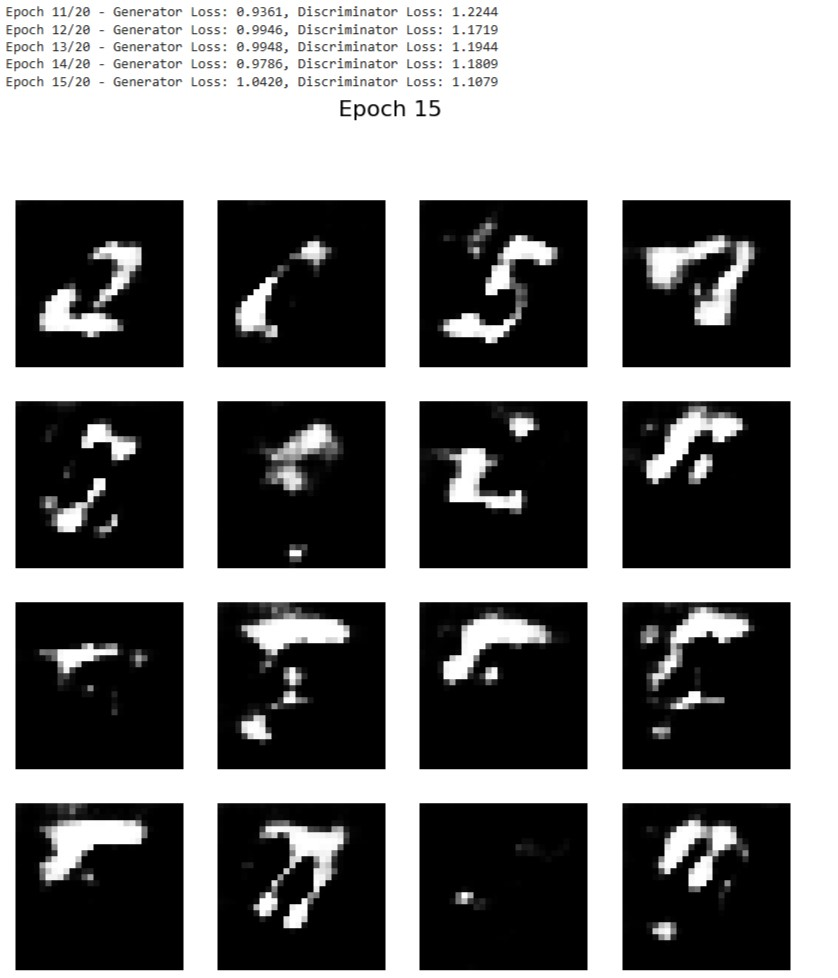 Epoch 11/20 - Generator Loss: 0.9361, Discriminator Loss: 1.2244
Epoch 12/20 - Generator Loss: 0.9946, Discriminator Loss: 1.1719
Epoch 13/20 - Generator Loss: 0.9948, Discriminator Loss: 1.1944
Epoch 14/20 - Generator Loss: 0.9786, Discriminator Loss: 1.1809
Epoch 15/20 - Generator Loss: 1.0420, Discriminator Loss: 1.1079
Epoch 15